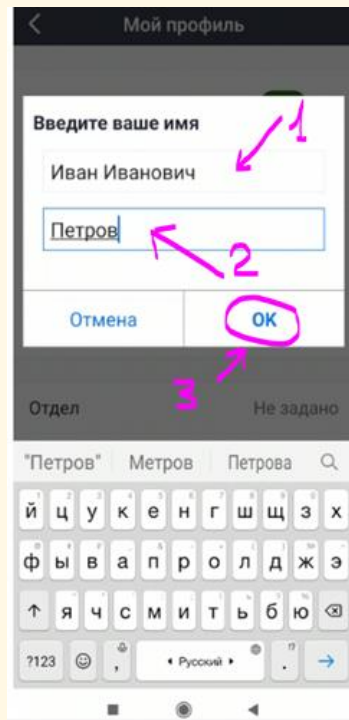 Мой профиль
Введите ваше имя
1
Иван Иванович
Петров
2
Отмена
OK
3
Отдел
Не задано
"Петров" Метров Петрова
й ц у к е н г ш щ з х
ф ы в а п р о л д ж э
я ч с м и т ь б ю
?123 , Русский .